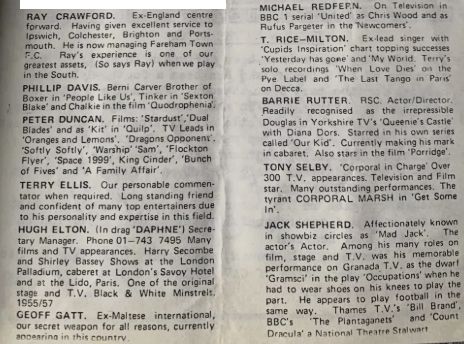 RAY CRAWFORD. Ex-England centre
forward. Having given excellent service to
Ipswich, Colchester, Brighton and Ports-
mouth. He is now managing Fareham Town
F.C. Ray's experience is one of our
greatest assets, (So says Ray) when we play
in the South.
PHILLIP DAVIS. Berni Carver Brother of
Boxer in 'People Like Us', Tinker in 'Sexton
Blake' and Chalkie in the film 'Quadrophenia'.
PETER DUNCAN. Films: 'Stardust', 'Dual
Blades' and as 'Kit' in 'Quilp'. TV Leads in
'Oranges and Lemons'. 'Dragons Opponent'.
'Softly Softly', 'Warship' 'Sam', 'Flockton
Flyer', 'Space 1999', King Cinder', 'Bunch
of Fives' and 'A Family Affair'.
TERRY ELLIS. Our personable commen-
tator when required. Long standing friend
and confident of many top entertainers due
to his personality and expertise in this field.
HUGH ELTON. (In drag 'DAPHNE') Secre-
tary Manager. Phone 01-743 7495 Many
films and TV appearances. Harry Secombe
and Shirley Bassey Shows at the London
Palladium, caberet at London's Savoy Hotel
and at the Lido, Paris. One of the original
stage and T.V. Black & White Minstrels.
1955/57
GEOFF GATT. Ex-Maltese international,
our secret weapon for all reasons, currently
appearing in this country.
MICHAEL REDFERN. On Television in
BBC 1 serial 'United' as Chris Wood and as
Rufus Pargeter in the 'Newcomers'.
T. RICE-MILTON. Ex-lead singer with
'Cupids Inspiration' chart topping successes
'Yesterday has gone' and 'My World. Terry's
solo recordings 'When Love Dies' on the
Pye Label and 'The Last Tango in Paris'
on Decca.
BARRIE RUTTER. RSC. Actor/Director.
Readily recognised as the irrepressible
Douglas in Yorkshire TV's 'Queenie's Castle'
with Diana Dors. Starred in his own series
called 'Our Kid'. Currently making his mark
in cabaret. Also stars in the film 'Porridge'.
TONY SELBY. 'Corporal in Charge' Over
300 T.V. appearances. Television and Film
star. Many outstanding performances. The
tyrant CORPORAL MARSH in 'Get Some
In'.
JACK SHEPHERD. Affectionately known
in showbiz circles as 'Mad Jack'. The
actor's Actor. Among his many roles on
film, stage and T.V. was his memorable
performance on Granada T.V. as the dwarf
'Gramsci' in the play 'Occupations' when he
had to wear shoes on his knees to play the
part. He appears to play football in the
same way. Thames T.V.'s 'Bill Brand',
BBC's 'The Plantaganets' and 'Count
Dracula' a National Theatre Stalwart